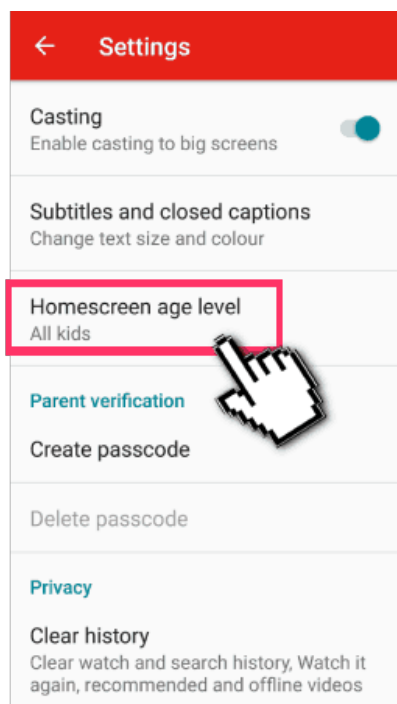 Settings
Casting
Enable casting to big screens
Subtitles and closed captions
Change text size and colour
Homescreen age level
All kids
Parent verification
Create passcode
Delete passcode
Privacy
Clear history
Clear watch and search history, Watch it
again, recommended and offline videos